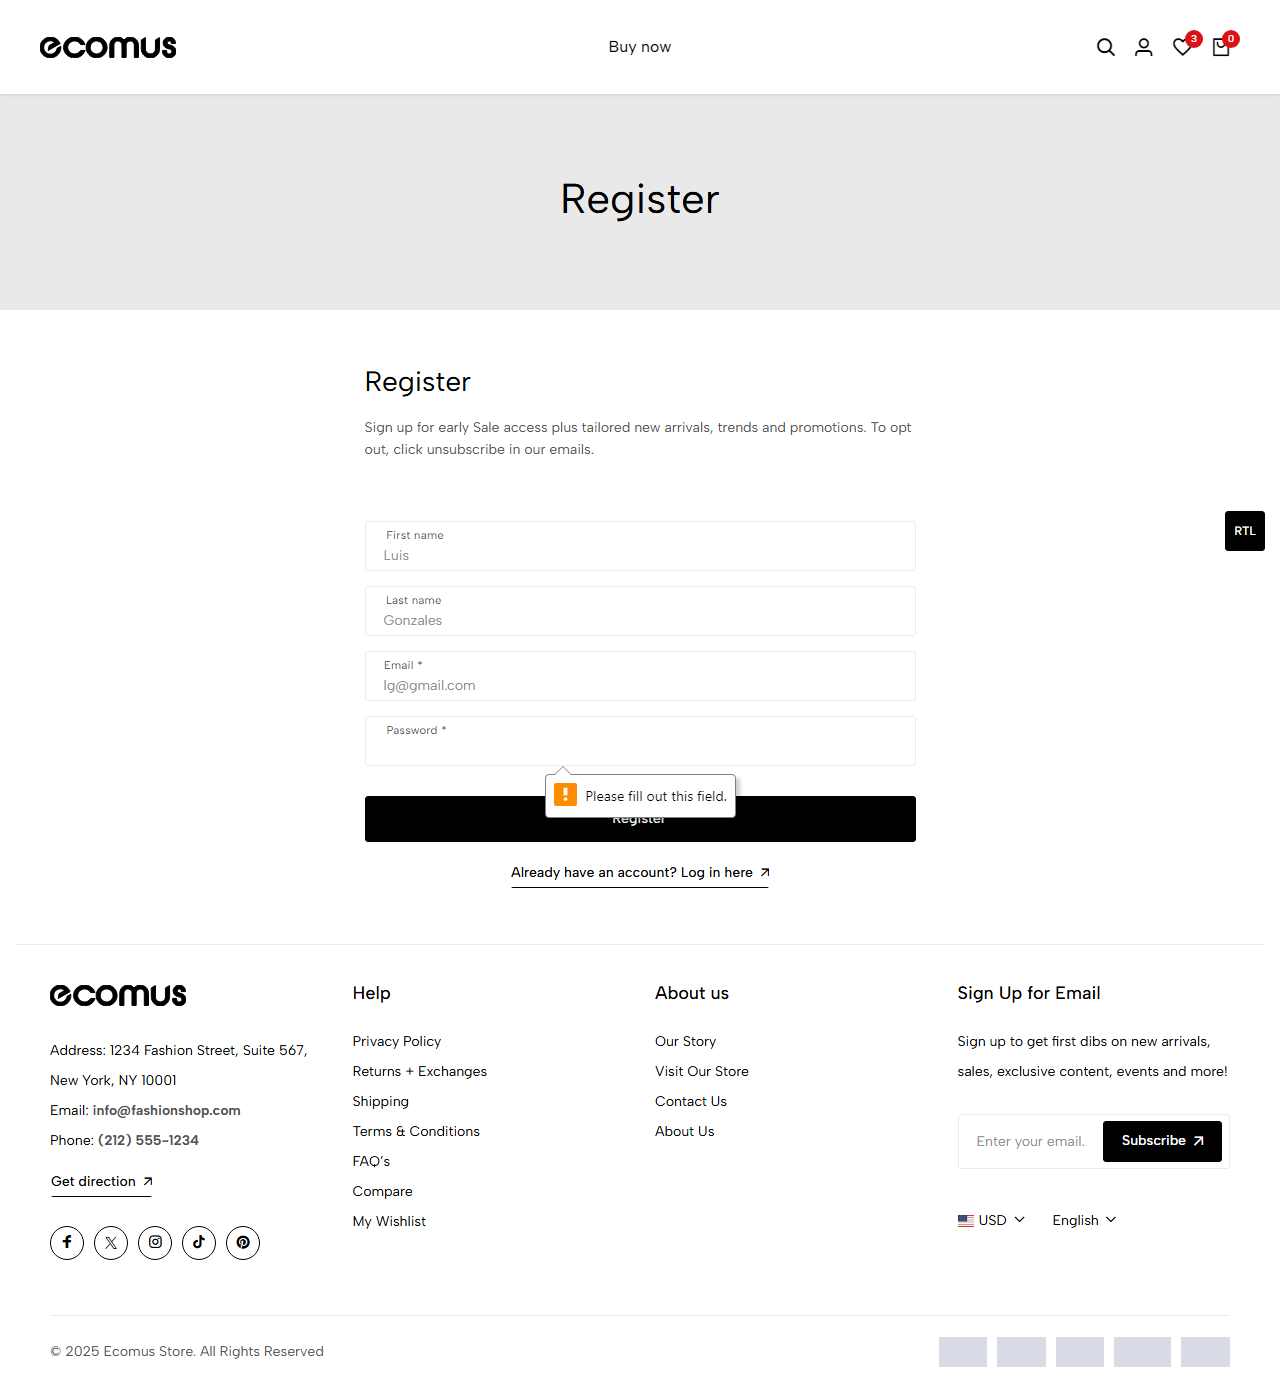 ecomus
Buy now
3
0
Register
Register
Sign up for early Sale access plus tailored new arrivals, trends and promotions. To opt
out, click unsubscribe in our emails.
First name
Luis
Last name
Gonzales
Email *
lg@gmail.com
Password *
Please fill out this field.
Register
Already have an account? Log in here
RTL
ecomus
Address: 1234 Fashion Street, Suite 567,
New York, NY 10001
Email: info@fashionshop.com
Phone: (212) 555-1234
Get direction
Help
Privacy Policy
Returns + Exchanges
Shipping
Terms & Conditions
FAQ’s
Compare
My Wishlist
About us
Our Story
Visit Our Store
Contact Us
About Us
Sign Up for Email
Sign up to get first dibs on new arrivals,
sales, exclusive content, events and more!
Enter your email.
Subscribe
USD
English
© 2025 Ecomus Store. All Rights Reserved